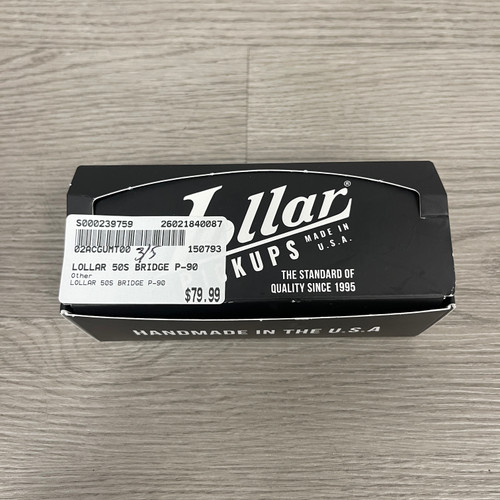 S000239759 26021840087
02ACGUMT00 3/5 150793
LOLLAR 50S BRIDGE P-90
Other
LOLLAR 50S BRIDGE P-90
$79.99
Lollar®
KUPS MADE IN U.S.A.
THE STANDARD OF
QUALITY SINCE 1995
HANDMADE IN THE U.S.A